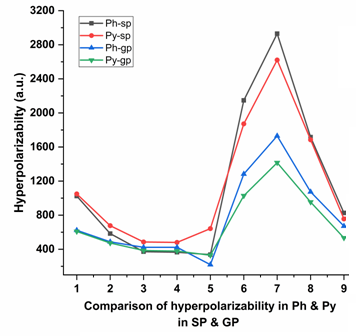 3200
2800
2400
2000
1600
1200
800
400
Hyperpolarizability (a.u.)
Ph-sp
Py-sp
Ph-gp
Py-gp
1 2 3 4 5 6 7 8 9
Comparison of hyperpolarizability in Ph & Py
in SP & GP